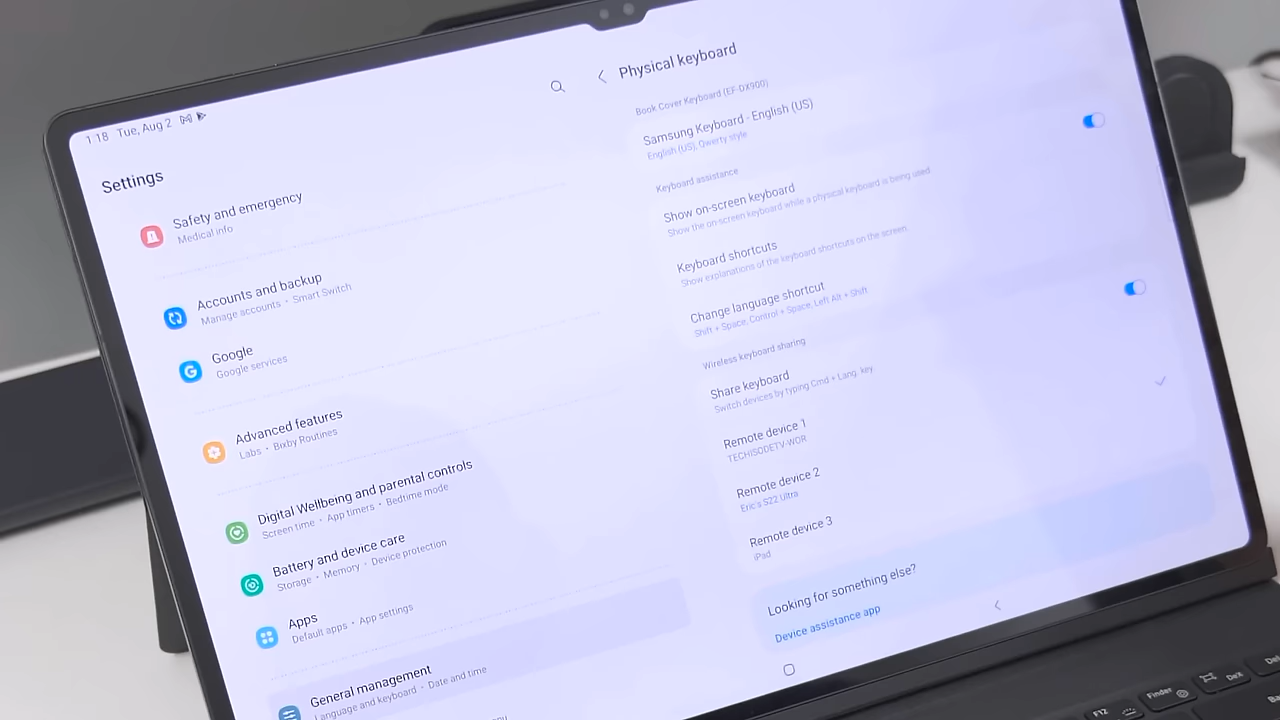 1:18 Tue, Aug 2
Settings
Safety and emergency
Medical info
Accounts and backup
Manage accounts • Smart Switch
Google
Google services
Advanced features
Labs • Bixby Routines
Digital Wellbeing and parental controls
Screen time • App timers • Bedtime mode
Battery and device care
Storage • Memory • Device protection
Apps
Default apps • App settings
General management
Language and keyboard • Date and time
Physical keyboard
Book Cover Keyboard (EF-DX900)
Samsung Keyboard - English (US)
English (US), Qwerty style
Keyboard assistance
Show on-screen keyboard
Show the on-screen keyboard while a physical keyboard is being used
Keyboard shortcuts
Show explanations of the keyboard shortcuts on the screen
Change language shortcut
Shift + Space, Control + Space, Left Alt + Shift
Wireless keyboard sharing
Share keyboard
Switch devices by typing Cmd + Lang. key
Remote device 1
TECHISODETV-WOR
Remote device 2
Eric's S22 Ultra
Remote device 3
iPad
Looking for something else?
Device assistance app
F12
Finder
DeX